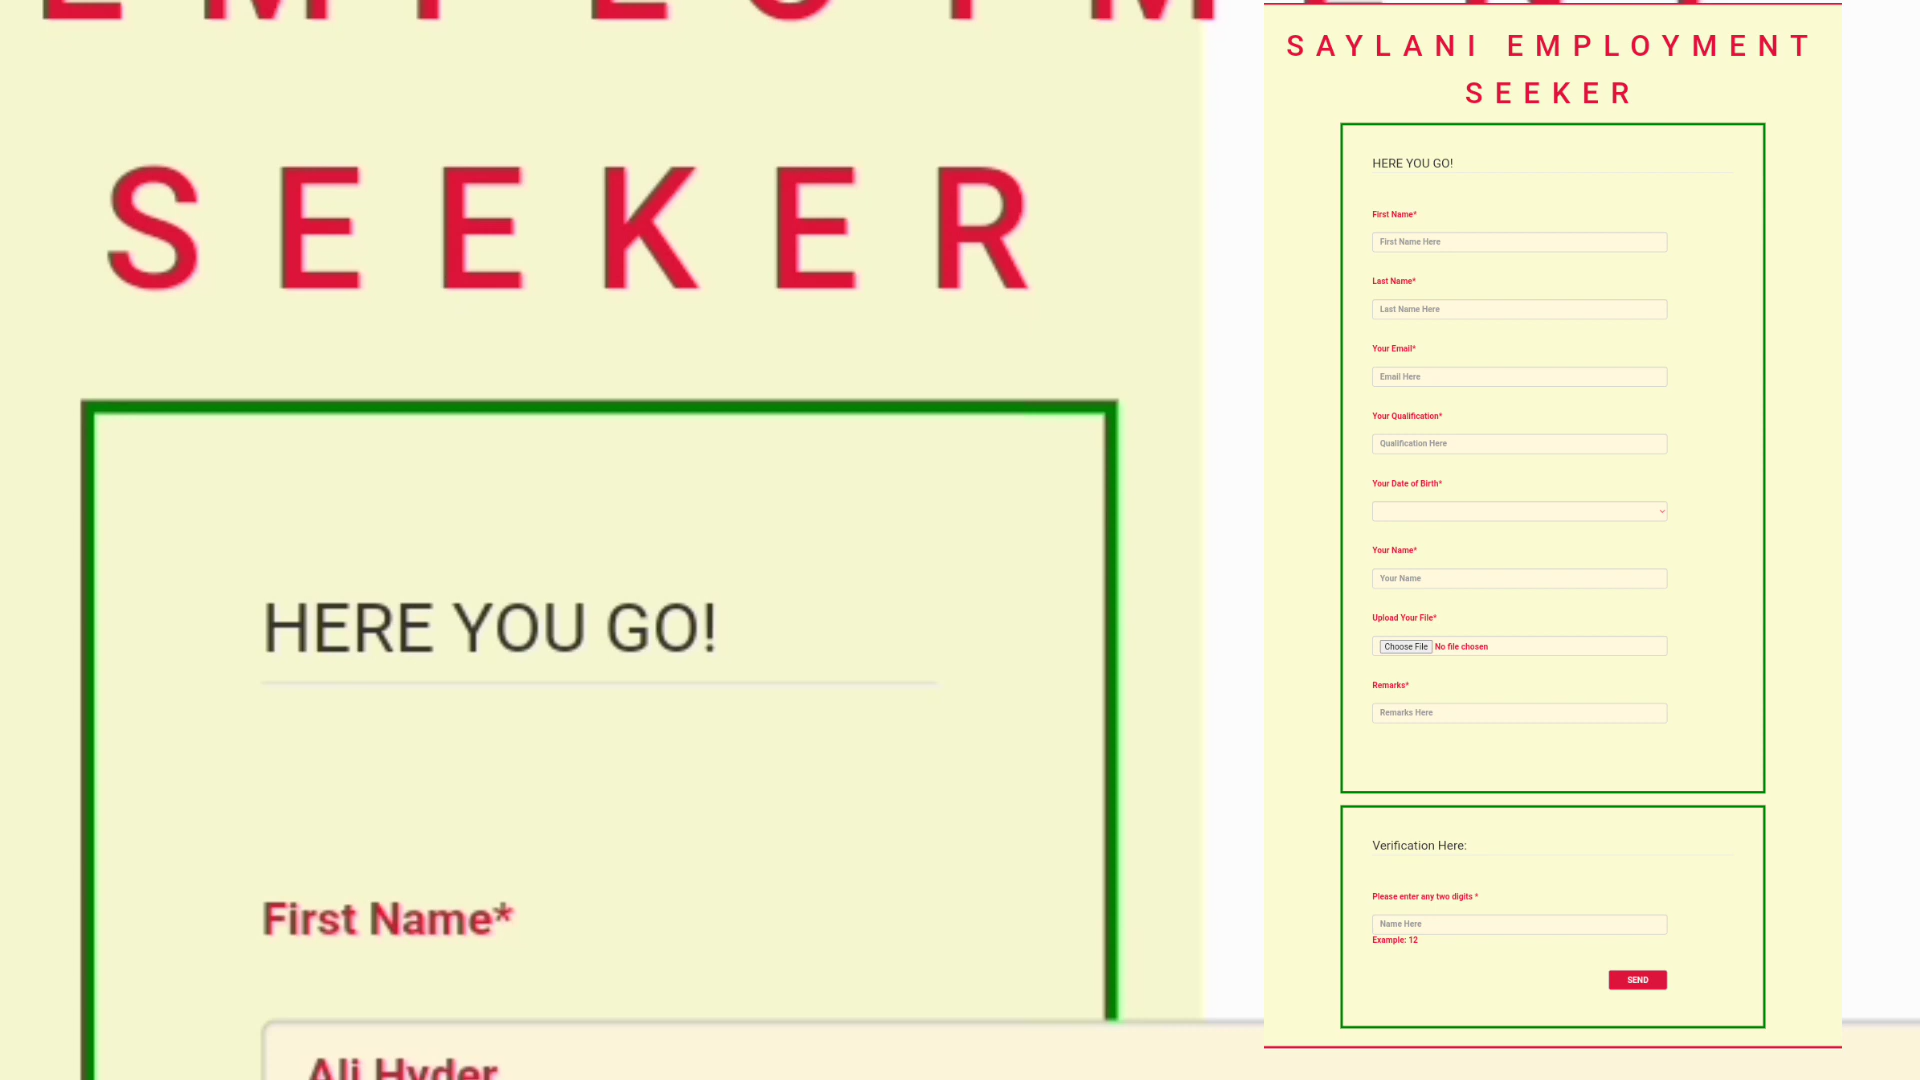 EMPLOYMENT
SEEKER
HERE YOU GO!
First Name*
Ali Hyder
SAYLANI EMPLOYMENT
SEEKER
HERE YOU GO!
First Name*
First Name Here
Last Name*
Last Name Here
Your Email*
Email Here
Your Qualification*
Qualification Here
Your Date of Birth*
Your Name*
Your Name
Upload Your File*
Choose File No file chosen
Remarks*
Remarks Here
Verification Here:
Please enter any two digits *
Name Here
Example: 12
SEND